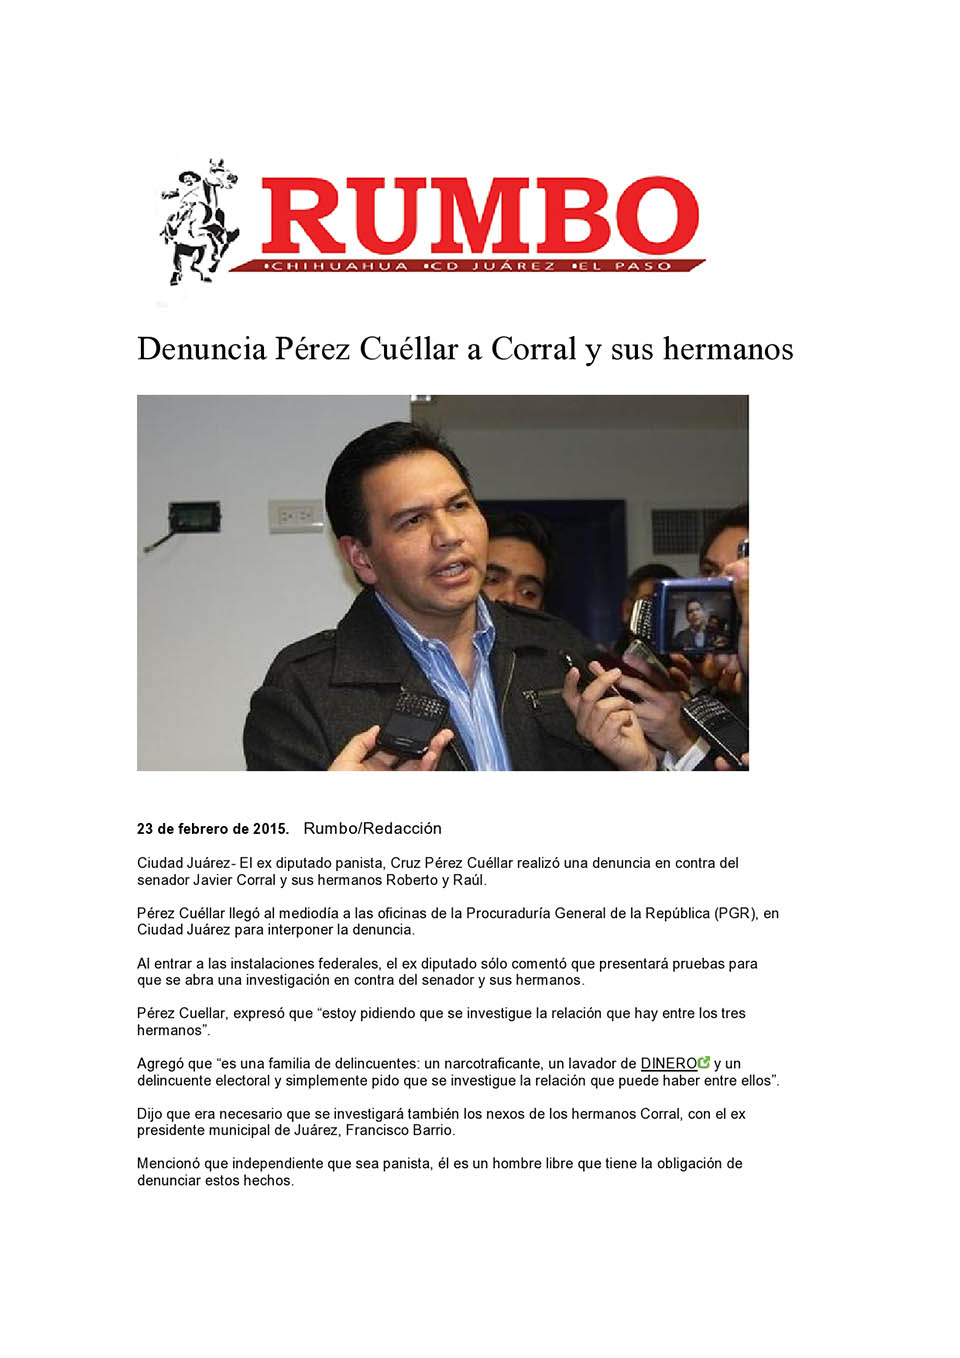 RUMBO
•CHIHUAHUA •CD JUÁREZ •EL PASO
Denuncia Pérez Cuéllar a Corral y sus hermanos
23 de febrero de 2015. Rumbo/Redacción
Ciudad Juárez- El ex diputado panista, Cruz Pérez Cuéllar realizó una denuncia en contra del
senador Javier Corral y sus hermanos Roberto y Raúl.
Pérez Cuéllar llegó al mediodía a las oficinas de la Procuraduría General de la República (PGR), en
Ciudad Juárez para interponer la denuncia.
Al entrar a las instalaciones federales, el ex diputado sólo comentó que presentará pruebas para
que se abra una investigación en contra del senador y sus hermanos.
Pérez Cuellar, expresó que “estoy pidiendo que se investigue la relación que hay entre los tres
hermanos”.
Agregó que “es una familia de delincuentes: un narcotraficante, un lavador de DINERO y un
delincuente electoral y simplemente pido que se investigue la relación que puede haber entre ellos”.
Dijo que era necesario que se investigará también los nexos de los hermanos Corral, con el ex
presidente municipal de Juárez, Francisco Barrio.
Mencionó que independiente que sea panista, él es un hombre libre que tiene la obligación de
denunciar estos hechos.